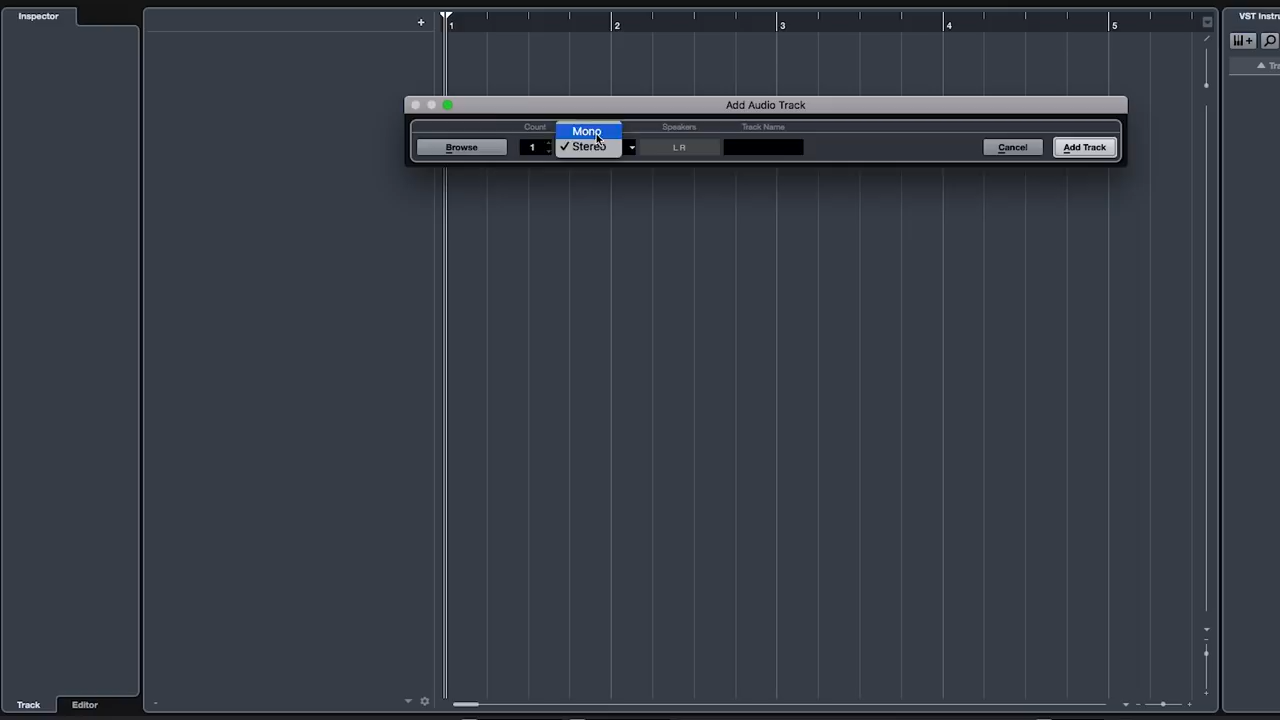 Inspector
+
1
2
3
4
5
VST Instru
Add Audio Track
Count
Speakers
Track Name
Mono
Browse
1
✓ Stereo
L R
Cancel
Add Track
Track
Editor